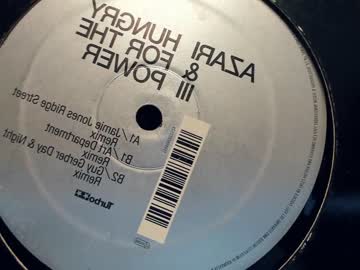 AZARI HUNGRY
& FOR THE
III POWER
A1/ Jamie Jones Ridge Street
Remix
B1/ Art Department
Remix
B2/ Guy Gerber Day & Night
Remix
Turbo